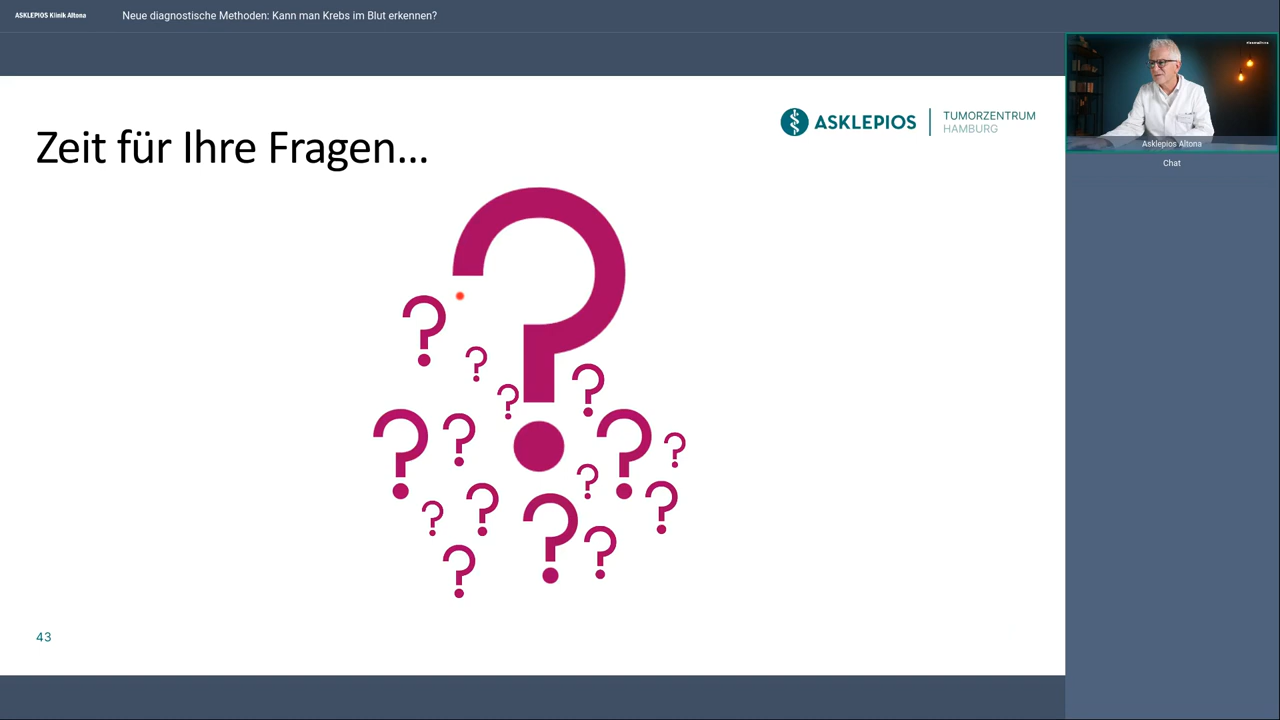 ASKLEPIOS Klinik Altona
Neue diagnostische Methoden: Kann man Krebs im Blut erkennen?
Zeit für Ihre Fragen...
ASKLEPIOS
TUMORZENTRUM
HAMBURG
Asklepios Altona
Chat
? ? ? ? ? ? ? ? ? ? ? ? ? ? ? ?
43